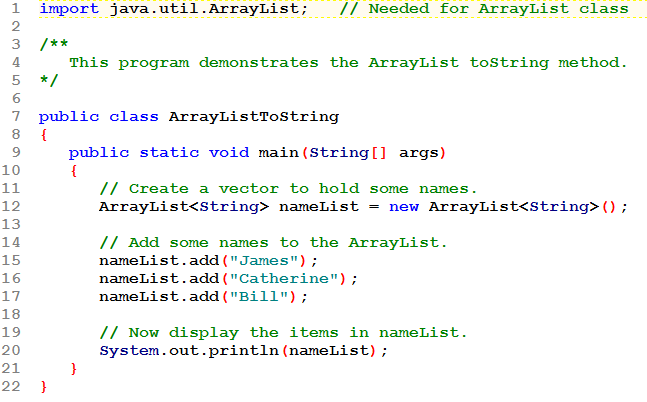 1 import java.util.ArrayList;   // Needed for ArrayList class
2
3 /**
4    This program demonstrates the ArrayList toString method.
5 */
6
7 public class ArrayListToString
8 {
9    public static void main(String[] args)
10    {
11       // Create a vector to hold some names.
12       ArrayList<String> nameList = new ArrayList<String>();
13
14       // Add some names to the ArrayList.
15       nameList.add("James");
16       nameList.add("Catherine");
17       nameList.add("Bill");
18
19       // Now display the items in nameList.
20       System.out.println(nameList);
21    }
22 }